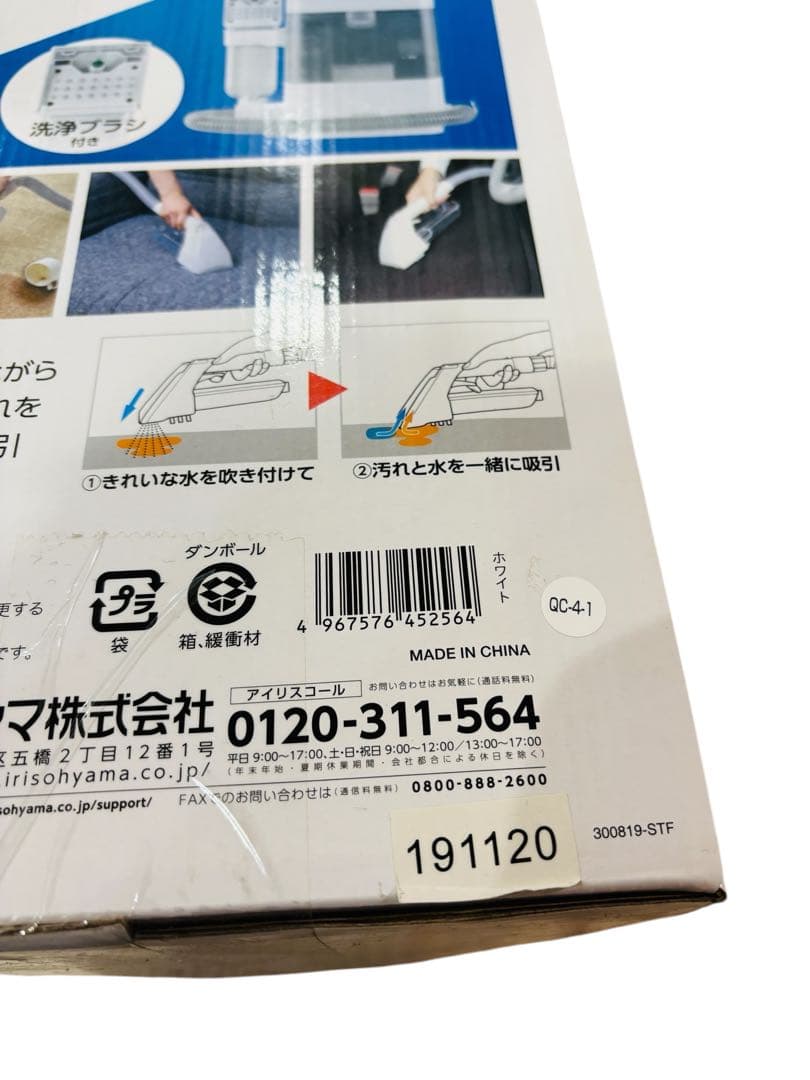 洗浄ブラシ
付き
がら
れを
引
①きれいな水を吹き付けて
②汚れと水を一緒に吸引
ダンボール
プラ
袋
箱、緩衝材
更する
です。
4 967576 452564
ホワイト
QC-4-1
MADE IN CHINA
マ株式会社
区五橋2丁目12番1号
.irisohyama.co.jp/
sohyama.co.jp/support/
アイリスコール
お問い合わせはお気軽に(通話料無料)
0120-311-564
平日 9:00〜17:00、土・日・祝日 9:00〜12:00/13:00〜17:00
(年末年始・夏期休業期間・会社都合による休日を除く)
FAXでのお問い合わせは(通信料無料) 0800-888-2600
191120
300819-STF